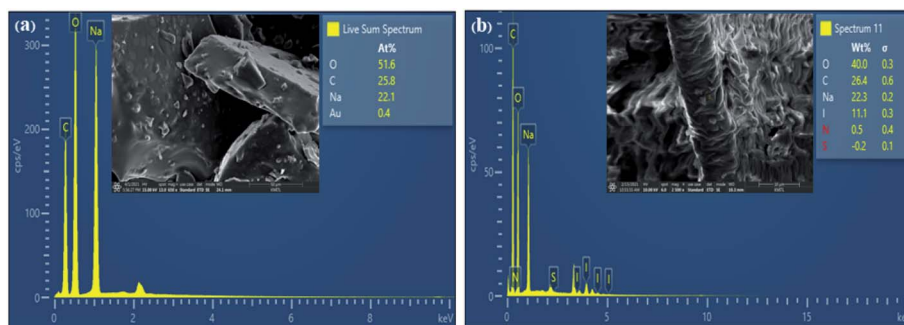 (a)
Live Sum Spectrum
At%
O 51.6
C 25.8
Na 22.1
Au 0.4
O
Na
C
300
200
100
0
cps/eV
0 2 4 6 8 keV
(b)
Spectrum 11
Wt% σ
O 40.0 0.3
C 26.4 0.6
Na 22.3 0.2
I 11.1 0.3
N 0.5 0.4
S -0.2 0.1
C
O
Na
N
S
I
I
I
I
100
50
0
cps/eV
0 5 10 15 keV